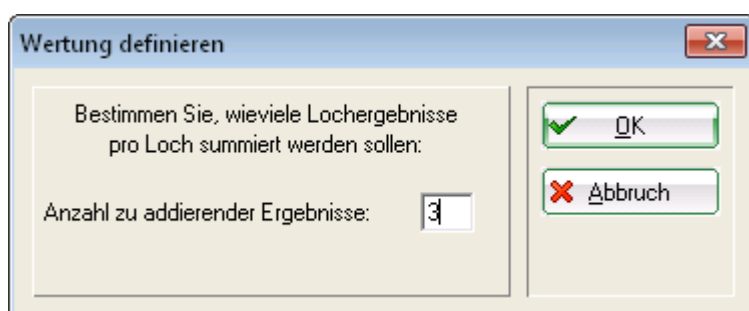 Wertung definieren
Bestimmen Sie, wieviele Lochergebnisse
pro Loch summiert werden sollen:
Anzahl zu addierender Ergebnisse: 3
OK
Abbruch